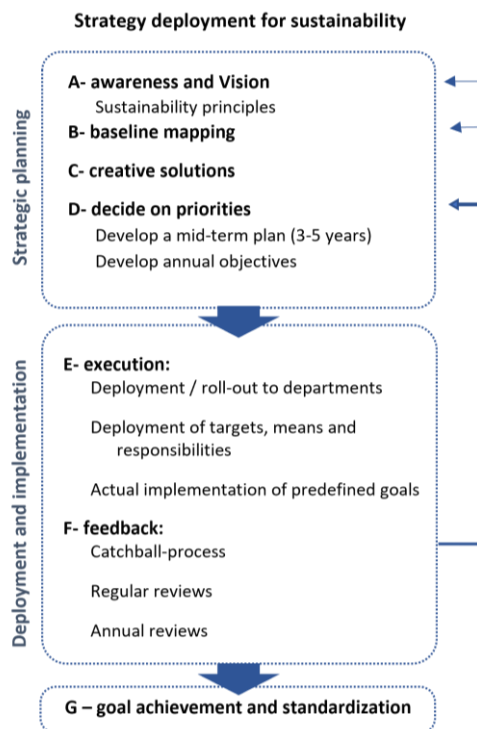 Strategy deployment for sustainability
Strategic planning
A- awareness and Vision
Sustainability principles
B- baseline mapping
C- creative solutions
D- decide on priorities
Develop a mid-term plan (3-5 years)
Develop annual objectives
Deployment and implementation
E- execution:
Deployment / roll-out to departments
Deployment of targets, means and
responsibilities
Actual implementation of predefined goals
F- feedback:
Catchball-process
Regular reviews
Annual reviews
G – goal achievement and standardization